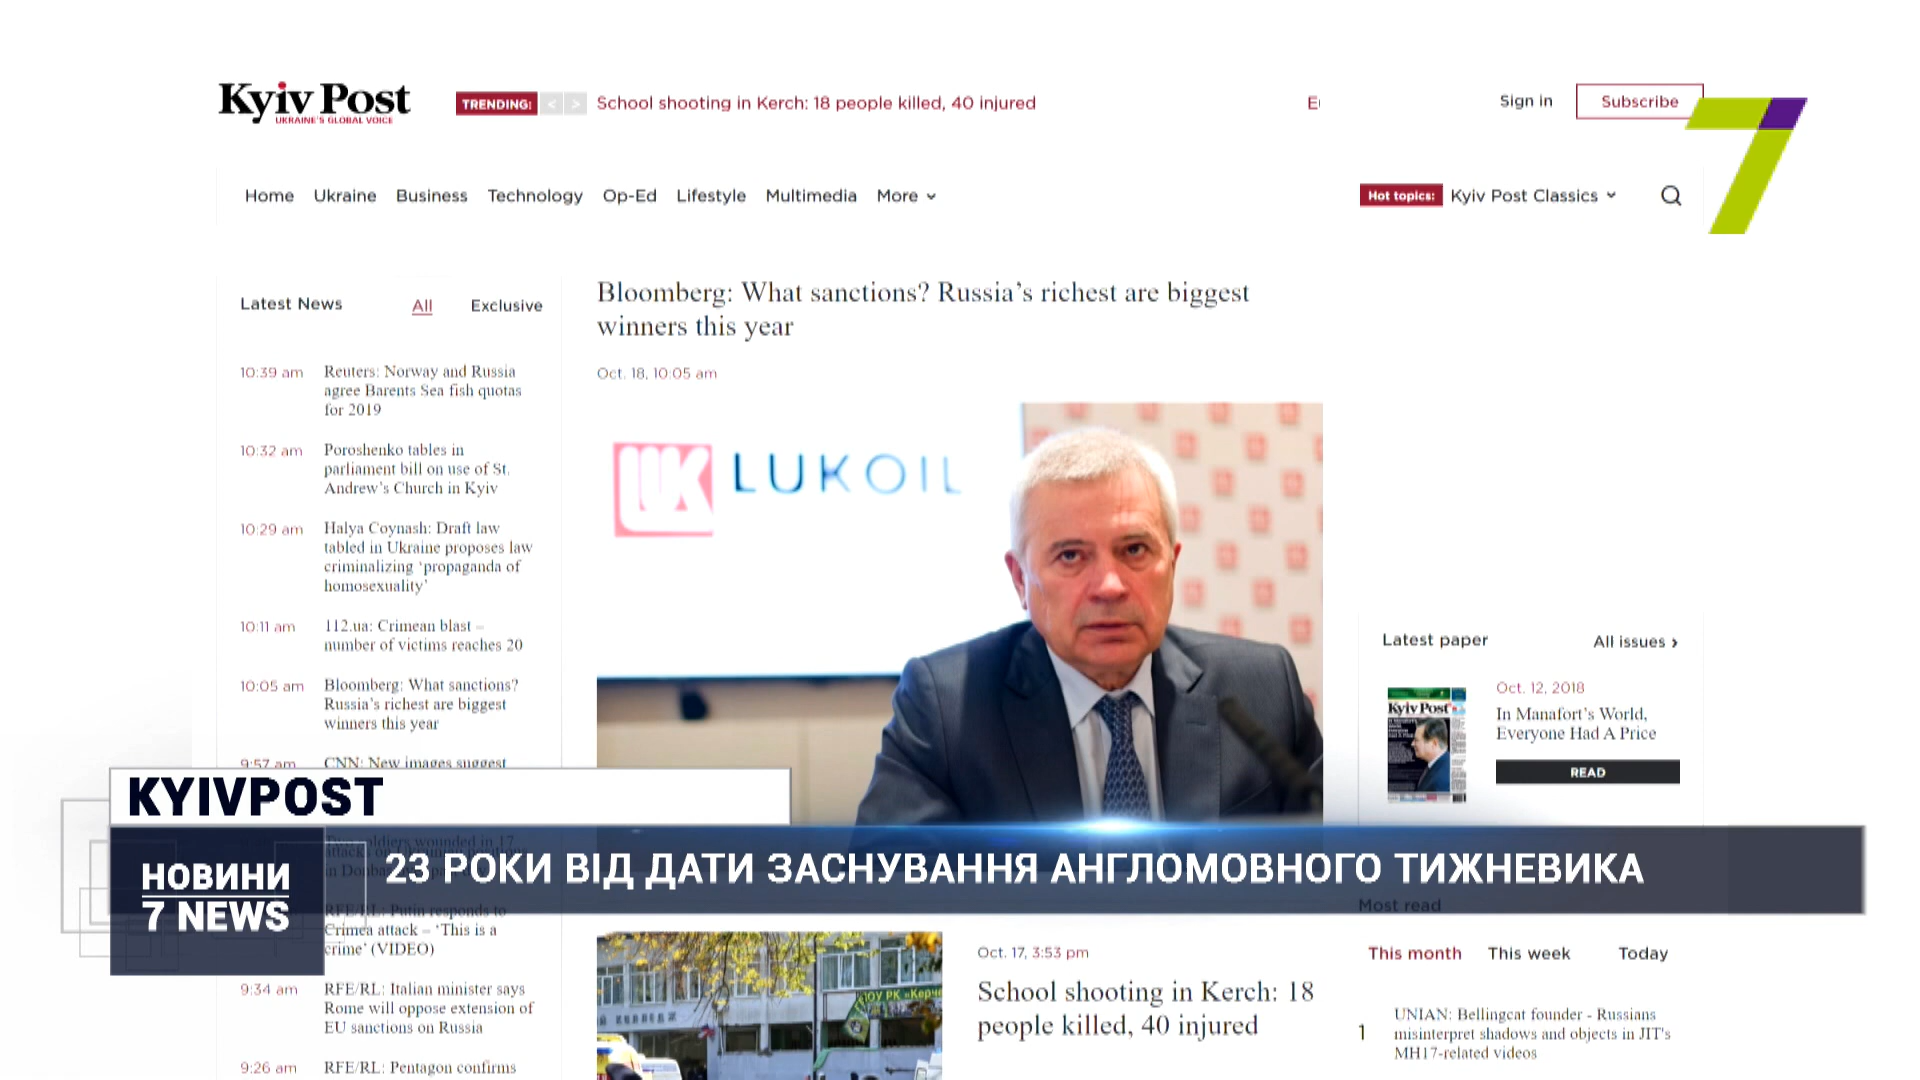 Kyiv Post
UKRAINE'S GLOBAL VOICE
TRENDING: < > School shooting in Kerch: 18 people killed, 40 injured
Sign in
Subscribe
7
Home Ukraine Business Technology Op-Ed Lifestyle Multimedia More
Hot topics: Kyiv Post Classics
Latest News All Exclusive
10:39 am Reuters: Norway and Russia
agree Barents Sea fish quotas
for 2019
10:32 am Poroshenko tables in
parliament bill on use of St.
Andrew's Church in Kyiv
10:29 am Halya Coynash: Draft law
tabled in Ukraine proposes law
criminalizing 'propaganda of
homosexuality'
10:11 am 112.ua: Crimean blast –
number of victims reaches 20
10:05 am Bloomberg: What sanctions?
Russia's richest are biggest
winners this year
9:57 am CNN: New images suggest
soldiers wounded in 17
attacks
in Donbas
RFE/RL: Putin responds to
Crimea attack – 'This is a
crime' (VIDEO)
9:34 am RFE/RL: Italian minister says
Rome will oppose extension of
EU sanctions on Russia
9:26 am RFE/RL: Pentagon confirms
Bloomberg: What sanctions? Russia's richest are biggest
winners this year
Oct. 18, 10:05 am
LUKOIL
Latest paper All issues ›
Kyiv Post
Oct. 12, 2018
In Manafort's World,
Everyone Had A Price
READ
KYIVPOST
НОВИНИ
7 NEWS
23 РОКИ ВІД ДАТИ ЗАСНУВАННЯ АНГЛОМОВНОГО ТИЖНЕВИКА
Oct. 17, 3:53 pm
School shooting in Kerch: 18
people killed, 40 injured
Most read
This month This week Today
1 UNIAN: Bellingcat founder - Russians
misinterpret shadows and objects in JIT's
MH17-related videos